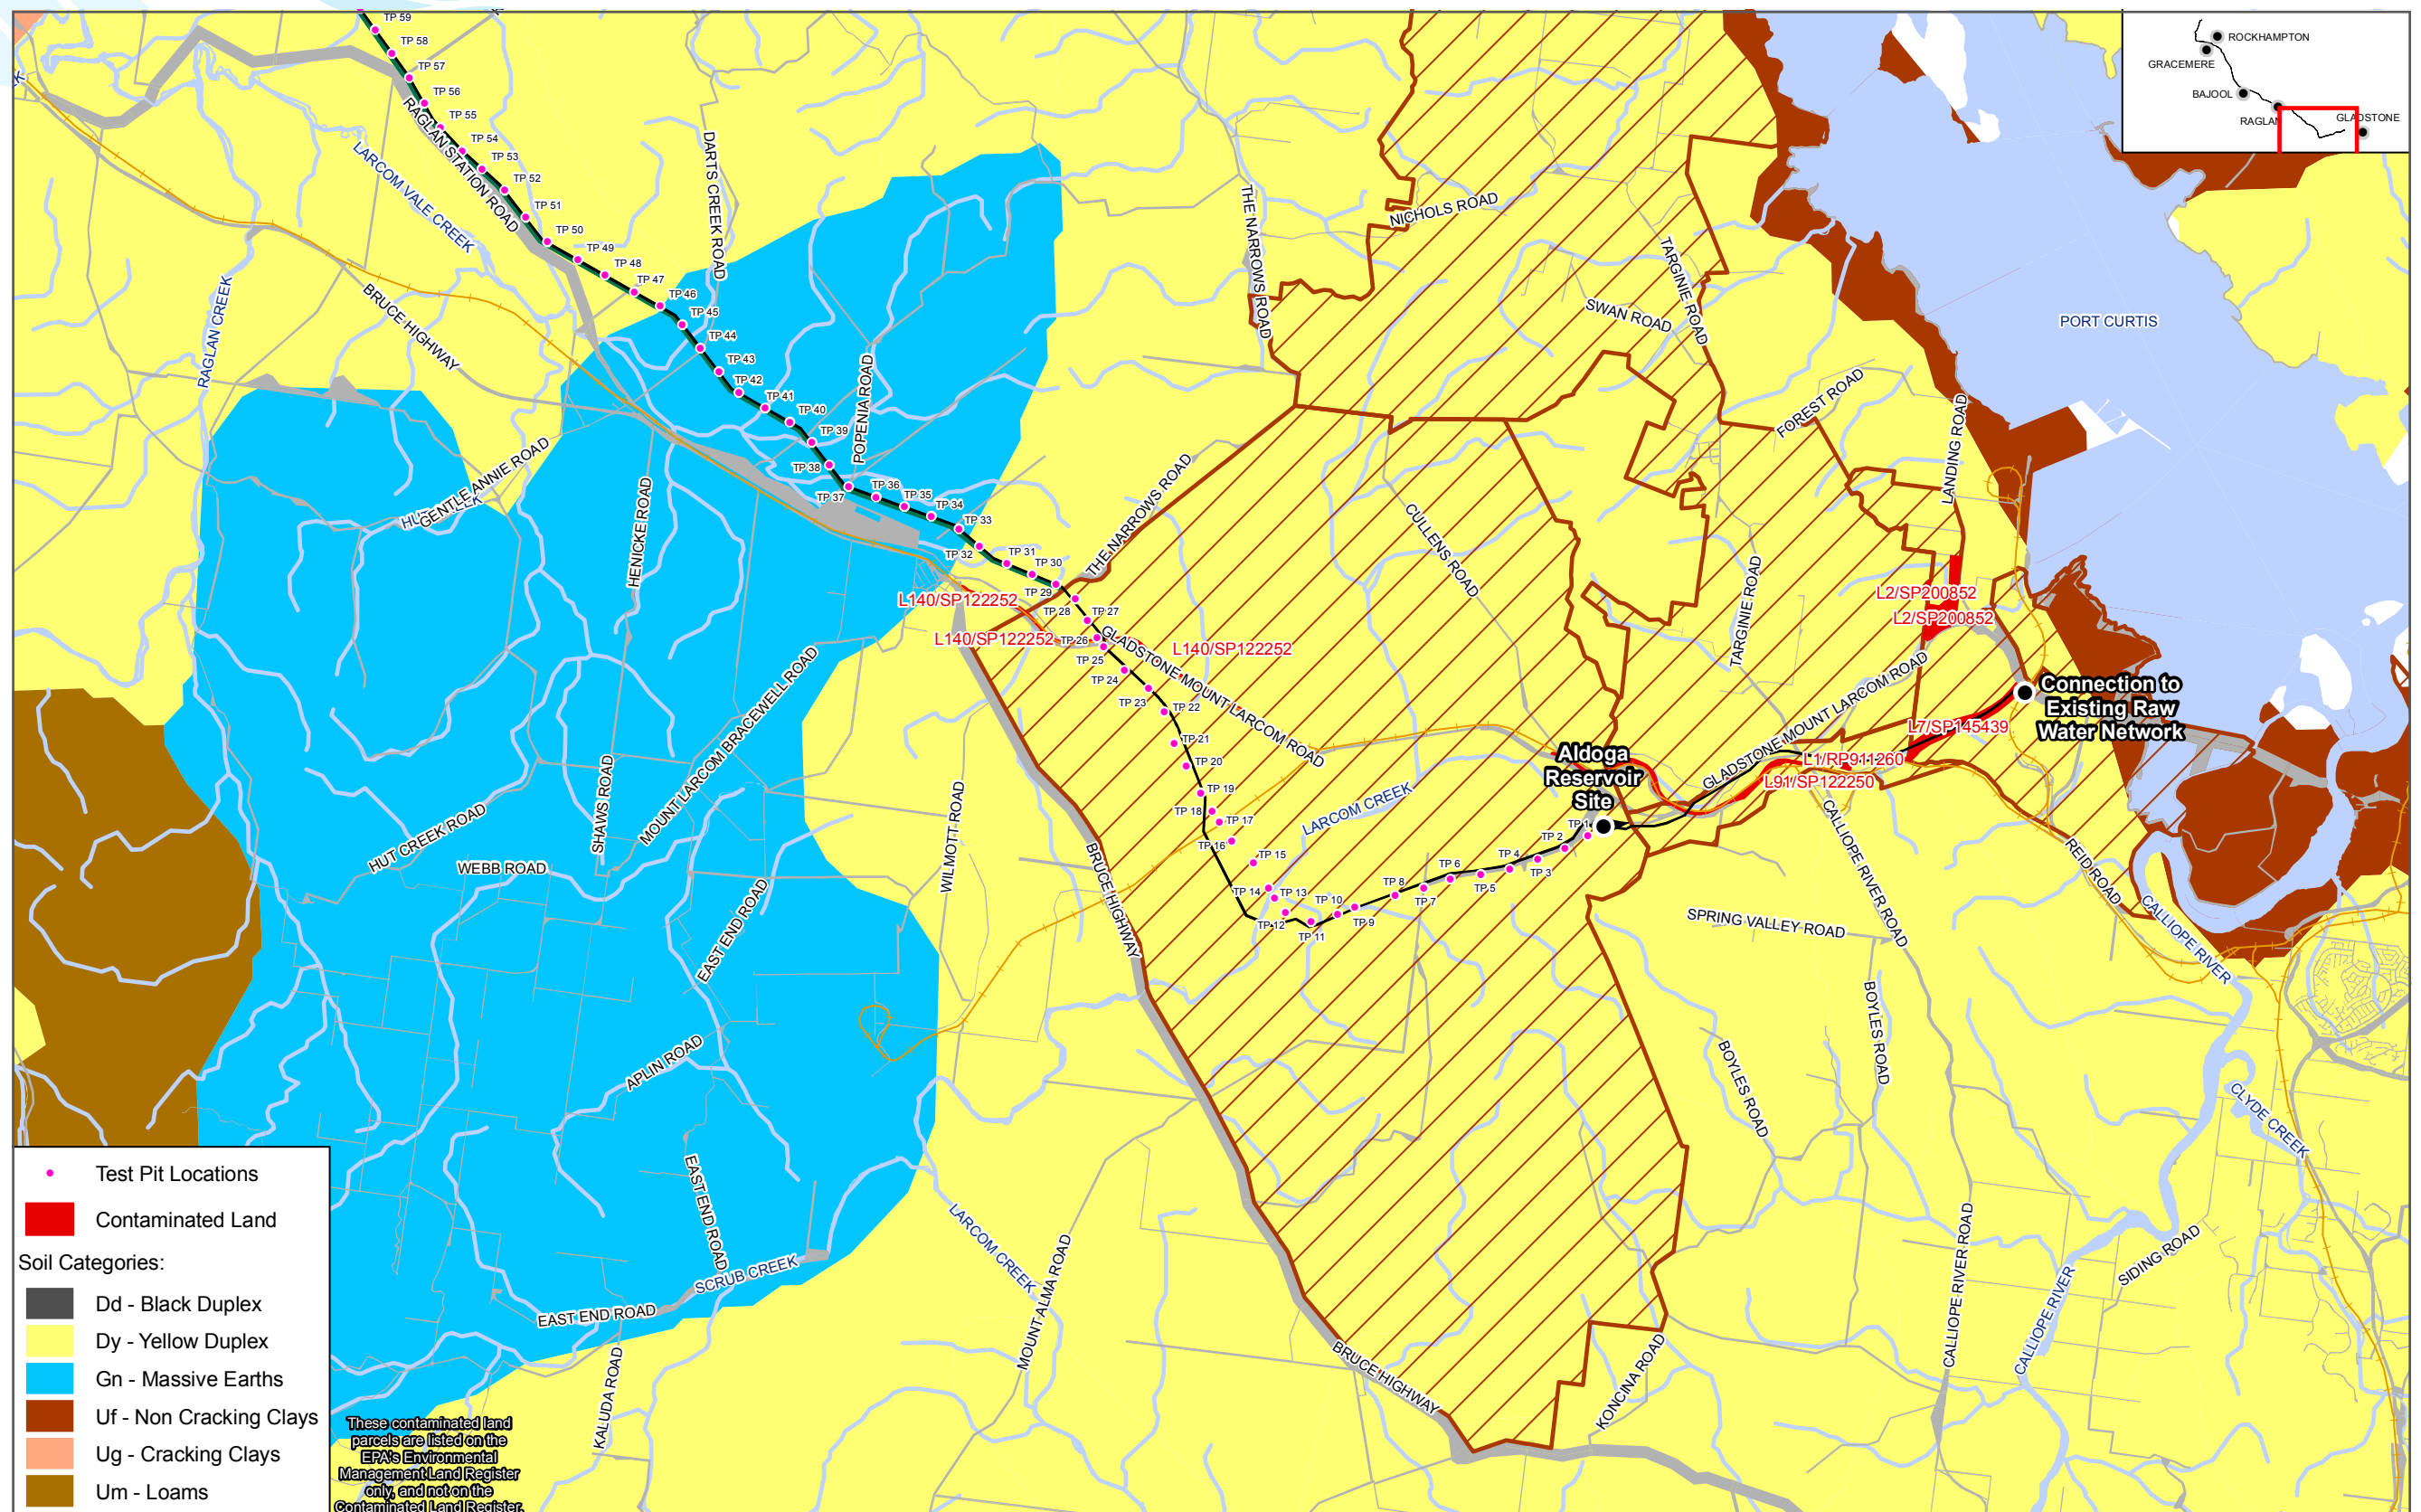 TP 59
TP 58
TP 57
TP 56
TP 55
TP 54
TP 53
TP 52
TP 51
TP 50
TP 49
TP 48
TP 47
TP 46
TP 45
TP 44
TP 43
TP 42
TP 41
TP 40
TP 39
TP 38
TP 37
TP 36
TP 35
TP 34
TP 33
TP 32
TP 31
TP 30
TP 29
TP 28
TP 27
TP 26
TP 25
TP 24
TP 23
TP 22
TP 21
TP 20
TP 19
TP 18
TP 17
TP 16
TP 15
TP 14
TP 13
TP 12
TP 11
TP 10
TP 9
TP 8
TP 7
TP 6
TP 5
TP 4
TP 3
TP 2
TP 1
ROCKHAMPTON
GRACEMERE
BAJOOL
RAGLAN
GLADSTONE
RAGLAN STATION ROAD
LARCOM VALE CREEK
DARTS CREEK ROAD
THE NARROWS ROAD
NICHOLS ROAD
TARGINIE ROAD
SWAN ROAD
PORT CURTIS
RAGLAN CREEK
BRUCE HIGHWAY
POPENIA ROAD
FOREST ROAD
LANDING ROAD
GENTLE ANNIE ROAD
HENICKE ROAD
THE NARROWS ROAD
CULLENS ROAD
TARGINIE ROAD
L140/SP122252
L140/SP122252
L140/SP122252
L2/SP200852
L2/SP200852
GLADSTONE MOUNT LARCOM ROAD
GLADSTONE MOUNT LARCOM ROAD
Connection to
Existing Raw
Water Network
L7/SP145439
L1/RP911260
L91/SP122250
Aldoga
Reservoir
Site
MOUNT LARCOM BRACEWELL ROAD
SHAWS ROAD
HUT CREEK ROAD
WEBB ROAD
WILMOTT ROAD
LARCOM CREEK
BRUCE HIGHWAY
CALLIOPE RIVER ROAD
REID ROAD
EAST END ROAD
SPRING VALLEY ROAD
CALLIOPE RIVER
BOYLES ROAD
BOYLES ROAD
APLIN ROAD
CLYDE CREEK
EAST END ROAD
SCRUB CREEK
LARCOM CREEK
MOUNT ALMA ROAD
CALLIOPE RIVER ROAD
SIDING ROAD
CALLIOPE RIVER
EAST END ROAD
KALUDA ROAD
BRUCE HIGHWAY
KONCINA ROAD
Test Pit Locations
Contaminated Land
Soil Categories:
Dd - Black Duplex
Dy - Yellow Duplex
Gn - Massive Earths
Uf - Non Cracking Clays
Ug - Cracking Clays
Um - Loams
These contaminated land
parcels are listed on the
EPA's Environmental
Management Land Register
only, and not on the
Contaminated Land Register.